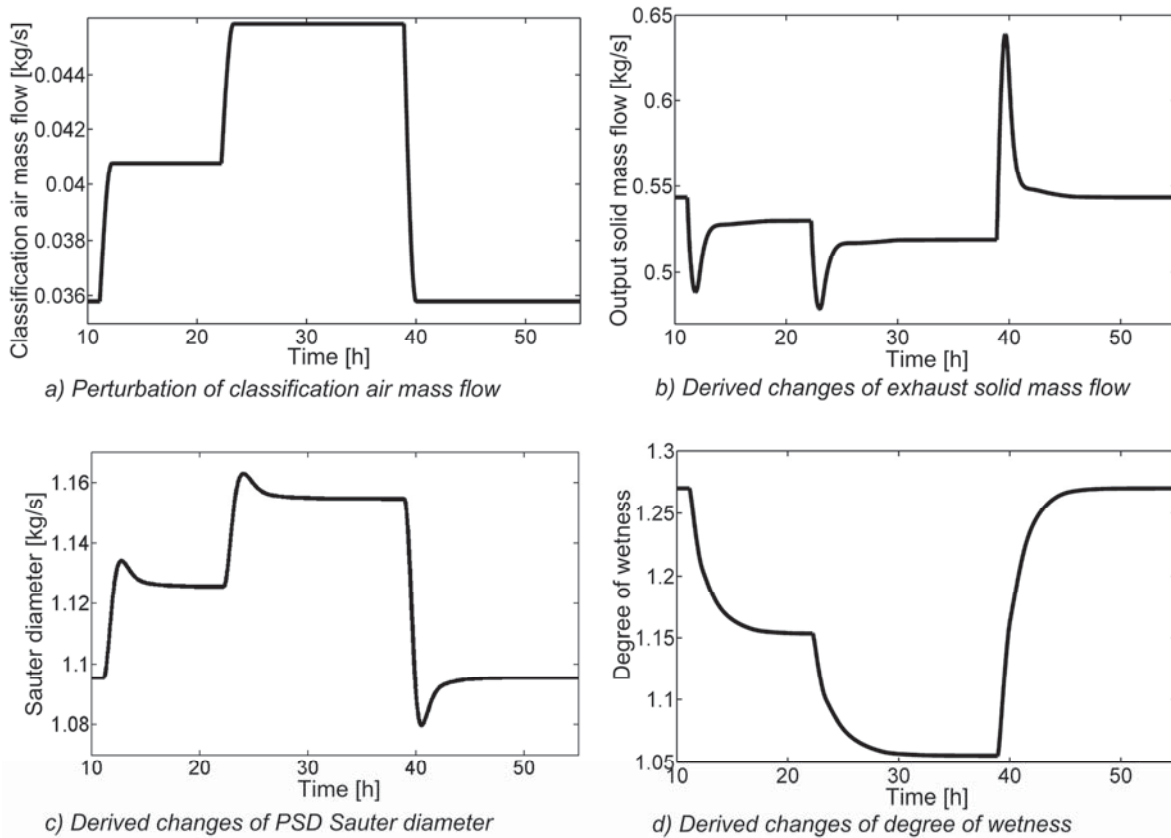 Classification air mass flow [kg/s]
0.044
0.042
0.04
0.038
0.036
10 20 30 40 50
Time [h]
a) Perturbation of classification air mass flow
Output solid mass flow [kg/s]
0.65
0.6
0.55
0.5
10 20 30 40 50
Time [h]
b) Derived changes of exhaust solid mass flow
Sauter diameter [kg/s]
1.16
1.14
1.12
1.1
1.08
10 20 30 40 50
Time [h]
c) Derived changes of PSD Sauter diameter
Degree of wetness
1.3
1.25
1.2
1.15
1.1
1.05
10 20 30 40 50
Time [h]
d) Derived changes of degree of wetness